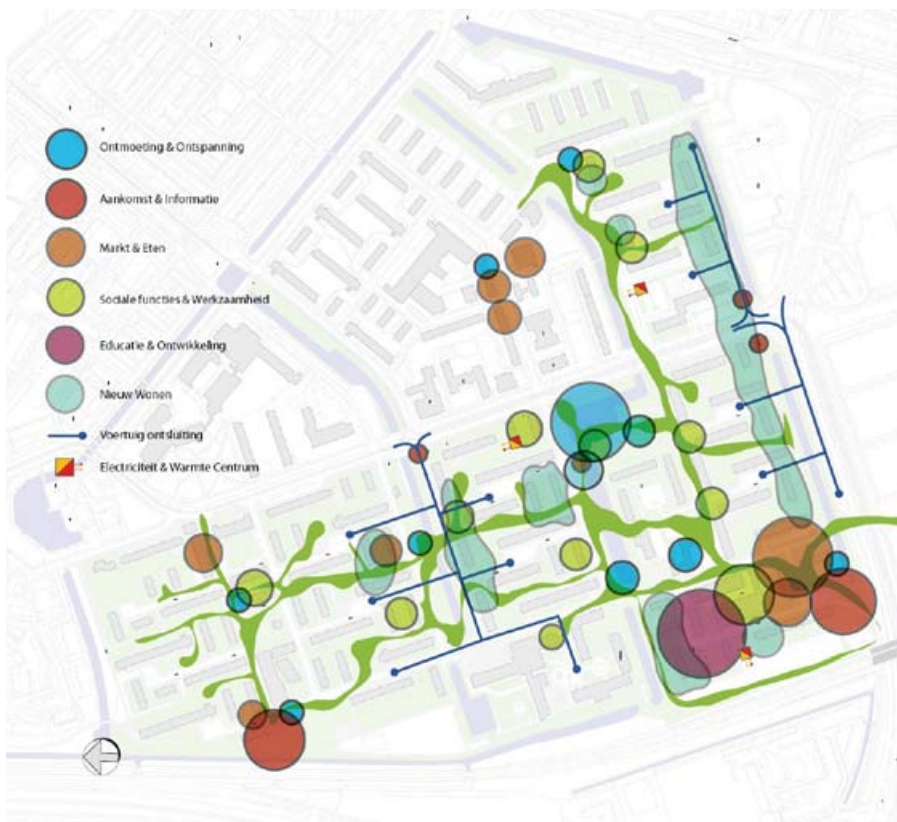 Ontmoeting & Ontspanning
Aankomst & Informatie
Markt & Eten
Sociale functies & Werkzaamheid
Educatie & Ontwikkeling
Nieuw Wonen
Voertuig ontsluiting
Electriciteit & Warmte Centrum